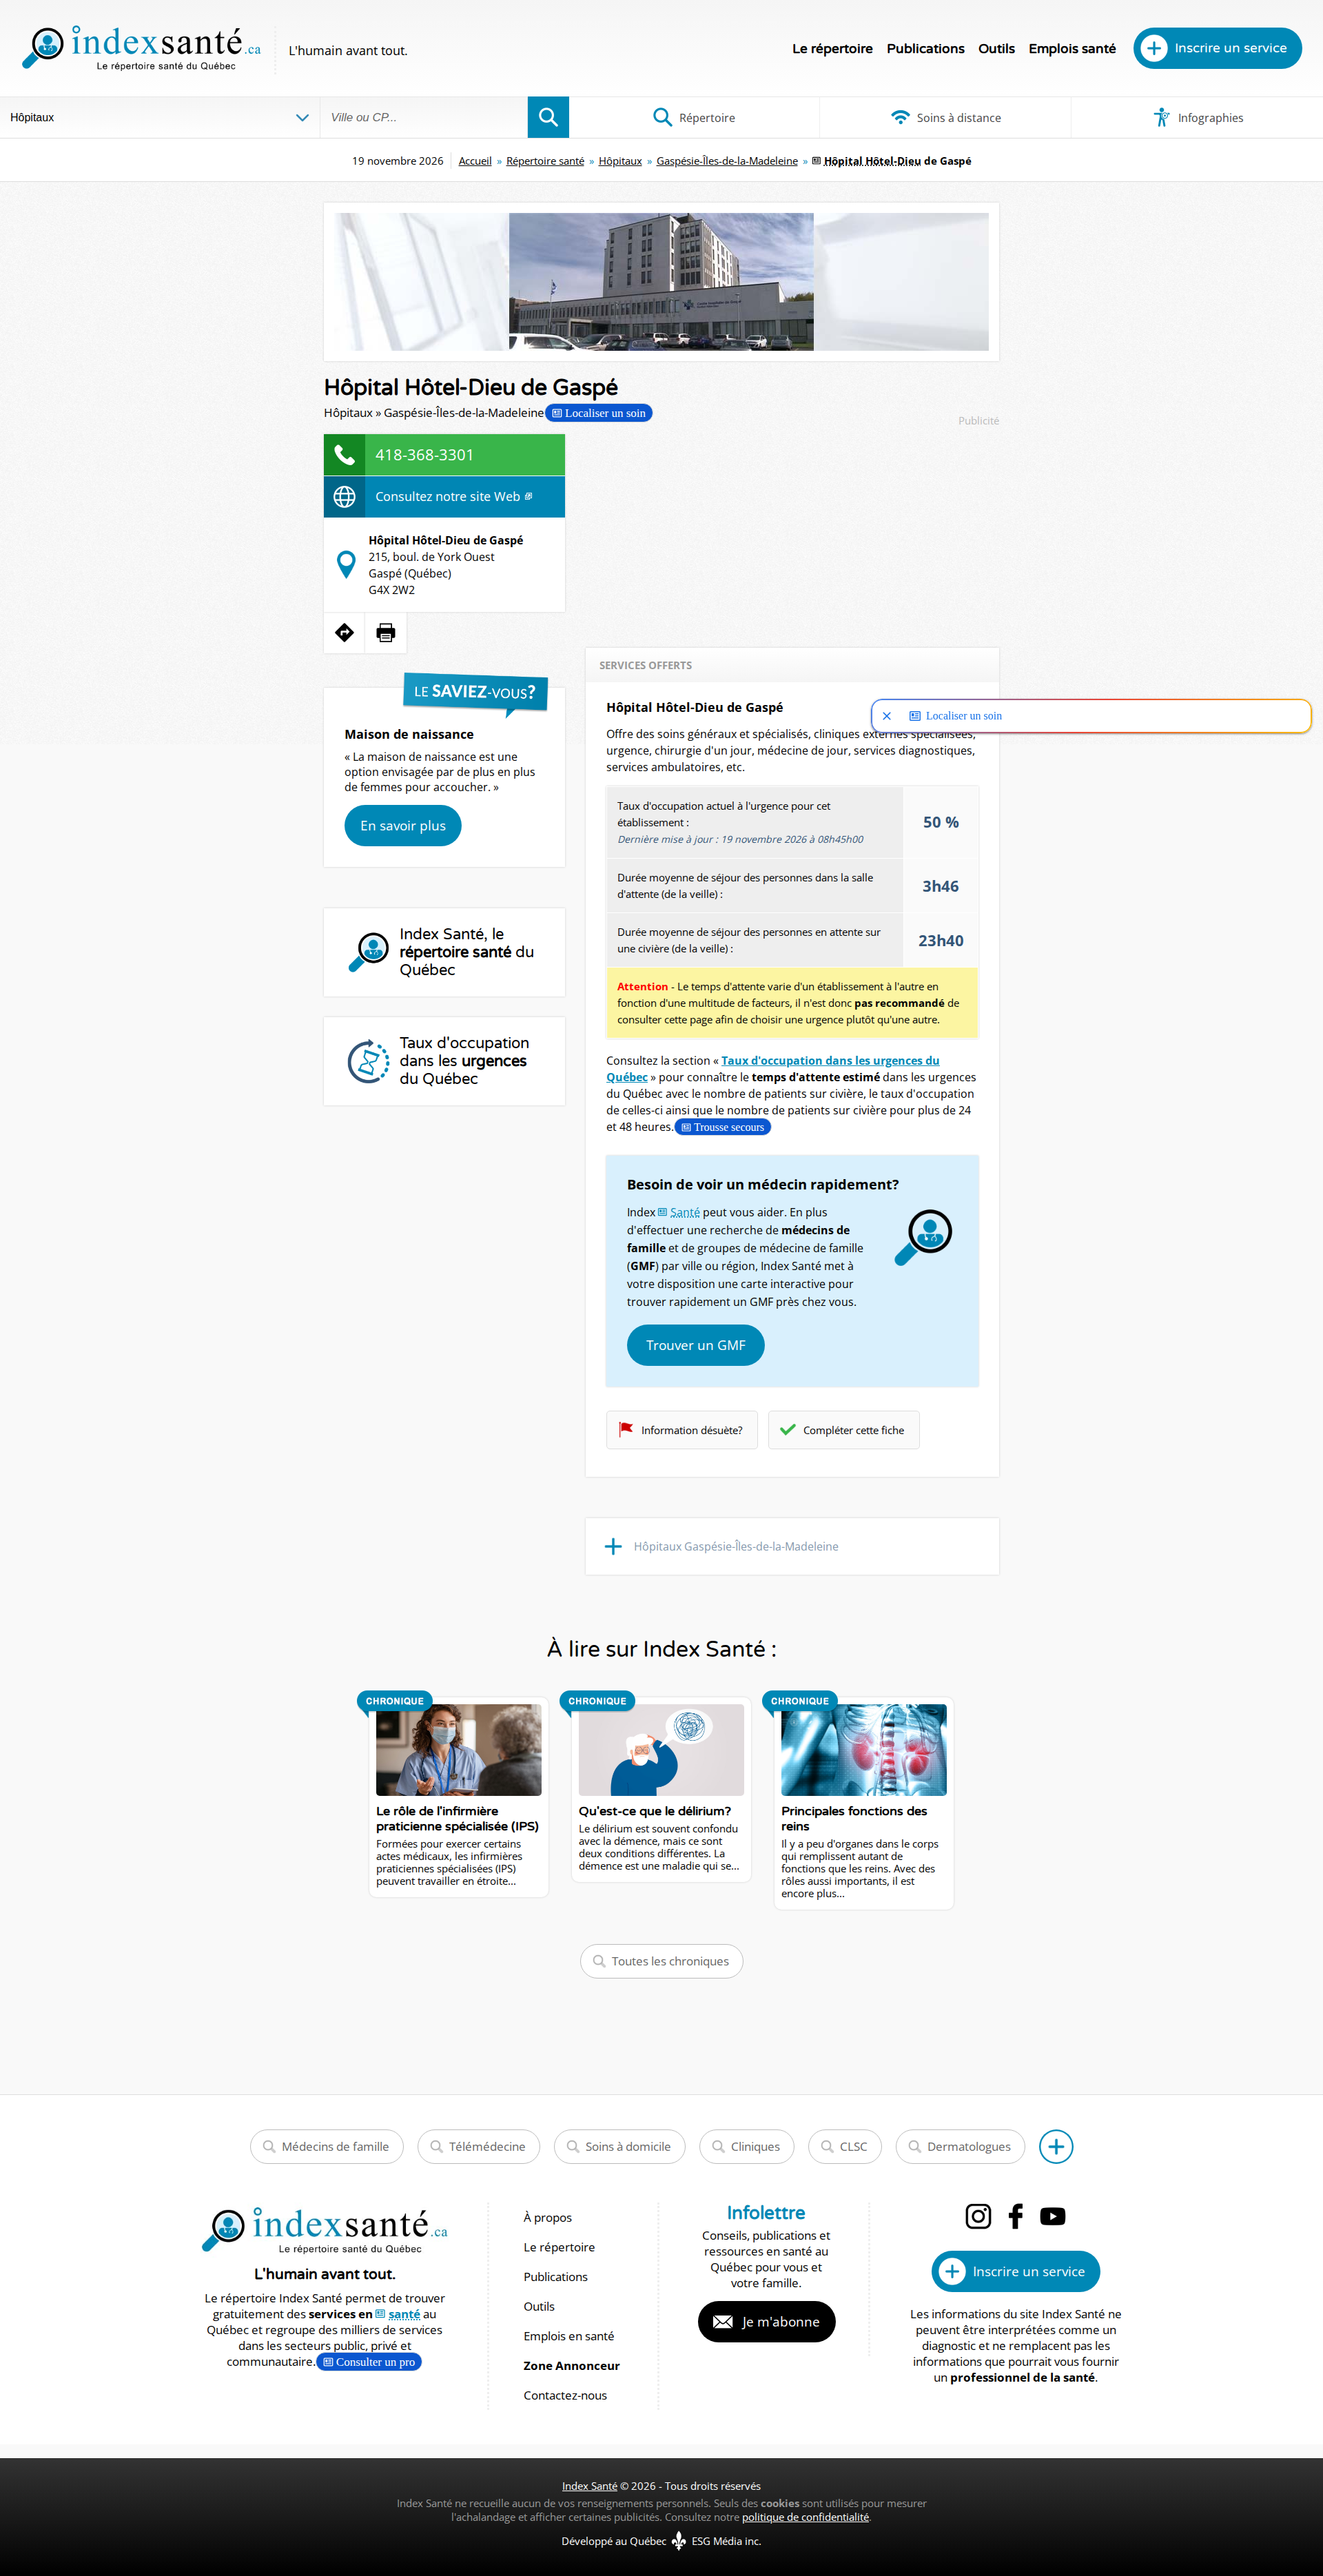 indexsanté.ca
Le répertoire santé du Québec
L'humain avant tout.
Le répertoire
Publications
Outils
Emplois santé
Inscrire un service
Hôpitaux
Ville ou CP...
Répertoire
Soins à distance
Infographies
19 novembre 2026
Accueil » Répertoire santé » Hôpitaux » Gaspésie-Îles-de-la-Madeleine » Hôpital Hôtel-Dieu de Gaspé
Hôpital Hôtel-Dieu de Gaspé
Hôpitaux » Gaspésie-Îles-de-la-Madeleine Localiser un soin
Publicité
418-368-3301
Consultez notre site Web
Hôpital Hôtel-Dieu de Gaspé
215, boul. de York Ouest
Gaspé (Québec)
G4X 2W2
LE SAVIEZ-VOUS?
Maison de naissance
« La maison de naissance est une
option envisagée par de plus en plus
de femmes pour accoucher. »
En savoir plus
Index Santé, le
répertoire santé du
Québec
Taux d'occupation
dans les urgences
du Québec
SERVICES OFFERTS
Hôpital Hôtel-Dieu de Gaspé
Localiser un soin
Offre des soins généraux et spécialisés, cliniques externes spécialisées,
urgence, chirurgie d'un jour, médecine de jour, services diagnostiques,
services ambulatoires, etc.
Taux d'occupation actuel à l'urgence pour cet
établissement :
Dernière mise à jour : 19 novembre 2026 à 08h45h00
50 %
Durée moyenne de séjour des personnes dans la salle
d'attente (de la veille) :
3h46
Durée moyenne de séjour des personnes en attente sur
une civière (de la veille) :
23h40
Attention - Le temps d'attente varie d'un établissement à l'autre en
fonction d'une multitude de facteurs, il n'est donc pas recommandé de
consulter cette page afin de choisir une urgence plutôt qu'une autre.
Consultez la section « Taux d'occupation dans les urgences du
Québec » pour connaître le temps d'attente estimé dans les urgences
du Québec avec le nombre de patients sur civière, le taux d'occupation
de celles-ci ainsi que le nombre de patients sur civière pour plus de 24
et 48 heures. Trousse secours
Besoin de voir un médecin rapidement?
Index Santé peut vous aider. En plus
d'effectuer une recherche de médecins de
famille et de groupes de médecine de famille
(GMF) par ville ou région, Index Santé met à
votre disposition une carte interactive pour
trouver rapidement un GMF près chez vous.
Trouver un GMF
Information désuète?
Compléter cette fiche
Hôpitaux Gaspésie-Îles-de-la-Madeleine
À lire sur Index Santé :
CHRONIQUE
Le rôle de l'infirmière
praticienne spécialisée (IPS)
Formées pour exercer certains
actes médicaux, les infirmières
praticiennes spécialisées (IPS)
peuvent travailler en étroite...
CHRONIQUE
Qu'est-ce que le délirium?
Le délirium est souvent confondu
avec la démence, mais ce sont
deux conditions différentes. La
démence est une maladie qui se...
CHRONIQUE
Principales fonctions des
reins
Il y a peu d'organes dans le corps
qui remplissent autant de
fonctions que les reins. Avec des
rôles aussi importants, il est
encore plus...
Toutes les chroniques
Médecins de famille
Télémédecine
Soins à domicile
Cliniques
CLSC
Dermatologues
indexsanté.ca
Le répertoire santé du Québec
L'humain avant tout.
Le répertoire Index Santé permet de trouver
gratuitement des services en santé au
Québec et regroupe des milliers de services
dans les secteurs public, privé et
communautaire. Consulter un pro
À propos
Le répertoire
Publications
Outils
Emplois en santé
Zone Annonceur
Contactez-nous
Infolettre
Conseils, publications et
ressources en santé au
Québec pour vous et
votre famille.
Je m'abonne
Inscrire un service
Les informations du site Index Santé ne
peuvent être interprétées comme un
diagnostic et ne remplacent pas les
informations que pourrait vous fournir
un professionnel de la santé.
Index Santé © 2026 - Tous droits réservés
Index Santé ne recueille aucun de vos renseignements personnels. Seuls des cookies sont utilisés pour mesurer
l'achalandage et afficher certaines publicités. Consultez notre politique de confidentialité.
Développé au Québec ESG Média inc.